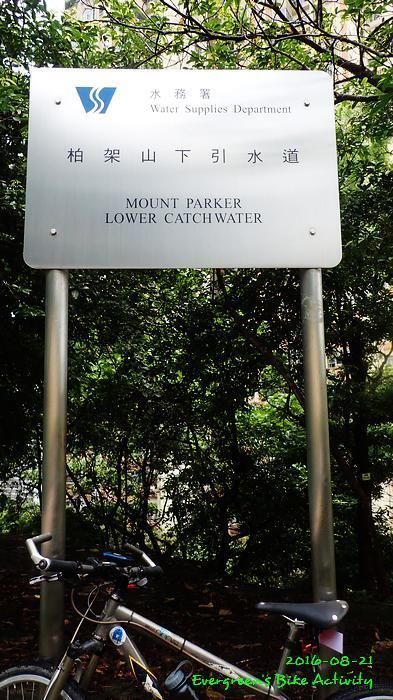 水務署
Water Supplies Department
柏架山下引水道
MOUNT PARKER
LOWER CATCHWATER
2016-08-21
Evergreen's Bike Activity